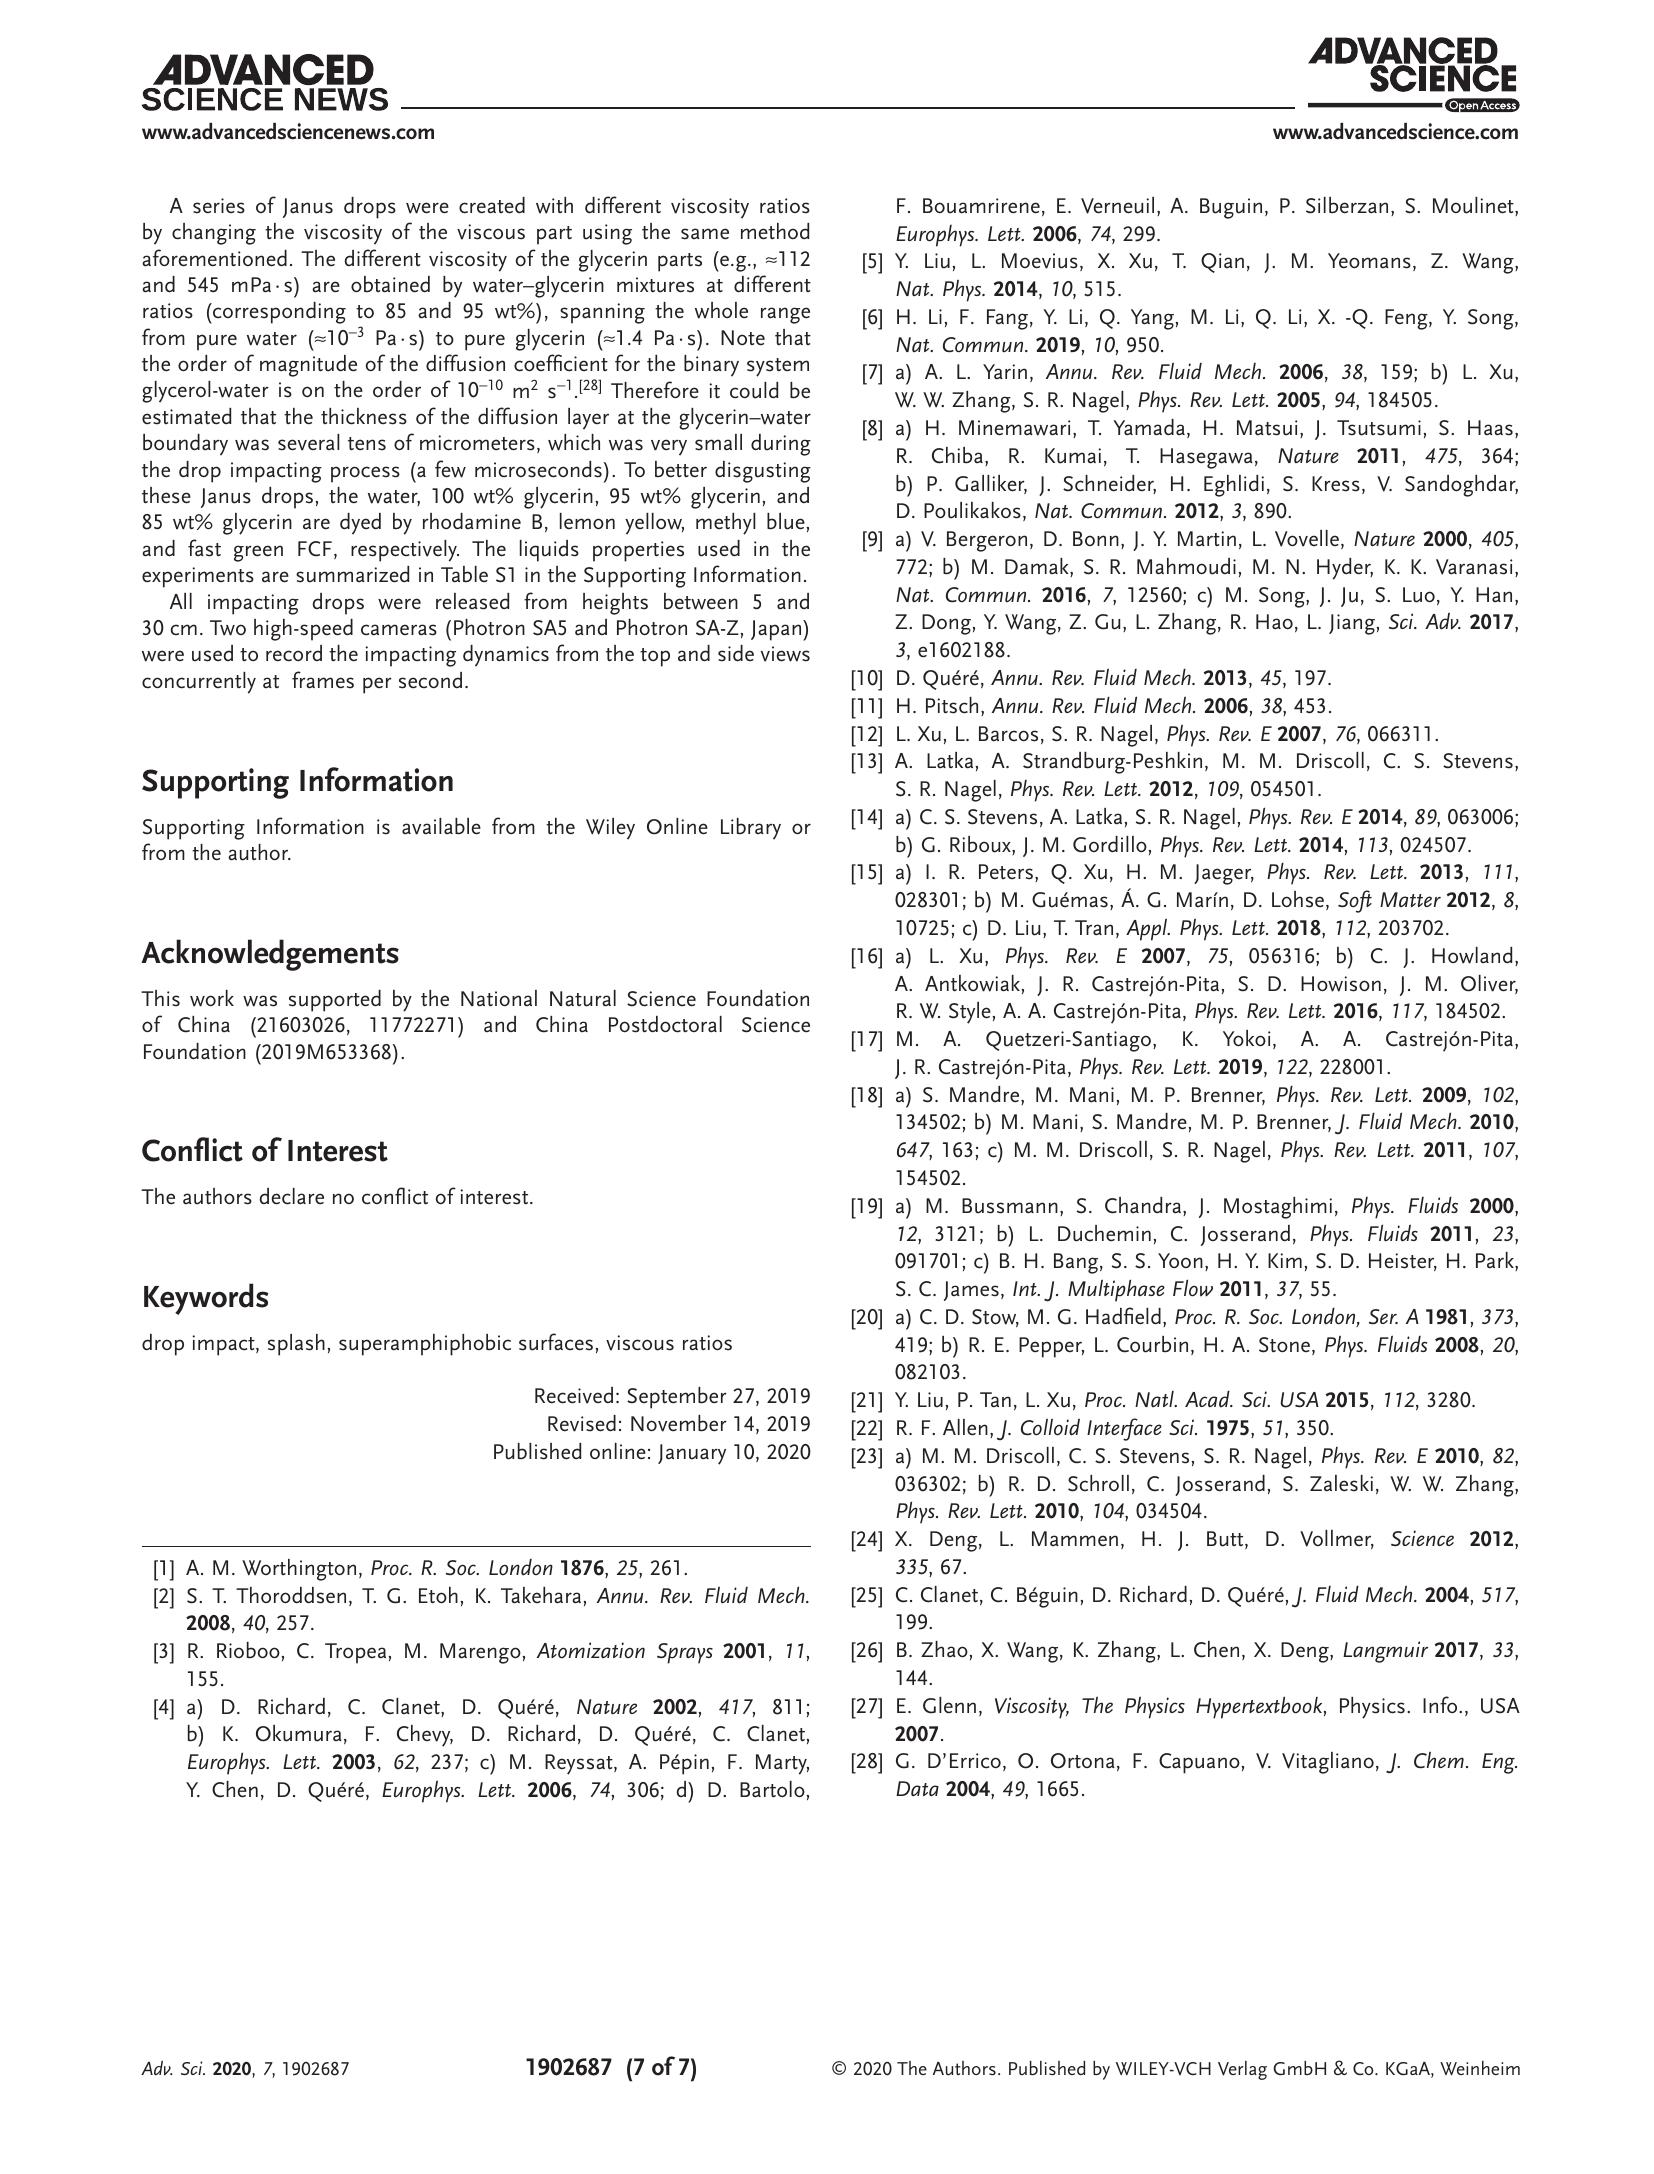 ADVANCED
SCIENCE NEWS
www.advancedsciencenews.com
ADVANCED
SCIENCE
Open Access
www.advancedscience.com
A series of Janus drops were created with different viscosity ratios
by changing the viscosity of the viscous part using the same method
aforementioned. The different viscosity of the glycerin parts (e.g., ≈112
and 545 mPa·s) are obtained by water–glycerin mixtures at different
ratios (corresponding to 85 and 95 wt%), spanning the whole range
from pure water (≈10⁻³ Pa·s) to pure glycerin (≈1.4 Pa·s). Note that
the order of magnitude of the diffusion coefficient for the binary system
glycerol-water is on the order of 10⁻¹⁰ m² s⁻¹.[28] Therefore it could be
estimated that the thickness of the diffusion layer at the glycerin–water
boundary was several tens of micrometers, which was very small during
the drop impacting process (a few microseconds). To better disgusting
these Janus drops, the water, 100 wt% glycerin, 95 wt% glycerin, and
85 wt% glycerin are dyed by rhodamine B, lemon yellow, methyl blue,
and fast green FCF, respectively. The liquids properties used in the
experiments are summarized in Table S1 in the Supporting Information.
All impacting drops were released from heights between 5 and
30 cm. Two high-speed cameras (Photron SA5 and Photron SA-Z, Japan)
were used to record the impacting dynamics from the top and side views
concurrently at frames per second.
Supporting Information
Supporting Information is available from the Wiley Online Library or
from the author.
Acknowledgements
This work was supported by the National Natural Science Foundation
of China (21603026, 11772271) and China Postdoctoral Science
Foundation (2019M653368).
Conflict of Interest
The authors declare no conflict of interest.
Keywords
drop impact, splash, superamphiphobic surfaces, viscous ratios
Received: September 27, 2019
Revised: November 14, 2019
Published online: January 10, 2020
[1] A. M. Worthington, Proc. R. Soc. London 1876, 25, 261.
[2] S. T. Thoroddsen, T. G. Etoh, K. Takehara, Annu. Rev. Fluid Mech.
2008, 40, 257.
[3] R. Rioboo, C. Tropea, M. Marengo, Atomization Sprays 2001, 11,
155.
[4] a) D. Richard, C. Clanet, D. Quéré, Nature 2002, 417, 811;
b) K. Okumura, F. Chevy, D. Richard, D. Quéré, C. Clanet,
Europhys. Lett. 2003, 62, 237; c) M. Reyssat, A. Pépin, F. Marty,
Y. Chen, D. Quéré, Europhys. Lett. 2006, 74, 306; d) D. Bartolo,
F. Bouamrirene, E. Verneuil, A. Buguin, P. Silberzan, S. Moulinet,
Europhys. Lett. 2006, 74, 299.
[5] Y. Liu, L. Moevius, X. Xu, T. Qian, J. M. Yeomans, Z. Wang,
Nat. Phys. 2014, 10, 515.
[6] H. Li, F. Fang, Y. Li, Q. Yang, M. Li, Q. Li, X. -Q. Feng, Y. Song,
Nat. Commun. 2019, 10, 950.
[7] a) A. L. Yarin, Annu. Rev. Fluid Mech. 2006, 38, 159; b) L. Xu,
W. W. Zhang, S. R. Nagel, Phys. Rev. Lett. 2005, 94, 184505.
[8] a) H. Minemawari, T. Yamada, H. Matsui, J. Tsutsumi, S. Haas,
R. Chiba, R. Kumai, T. Hasegawa, Nature 2011, 475, 364;
b) P. Galliker, J. Schneider, H. Eghlidi, S. Kress, V. Sandoghdar,
D. Poulikakos, Nat. Commun. 2012, 3, 890.
[9] a) V. Bergeron, D. Bonn, J. Y. Martin, L. Vovelle, Nature 2000, 405,
772; b) M. Damak, S. R. Mahmoudi, M. N. Hyder, K. K. Varanasi,
Nat. Commun. 2016, 7, 12560; c) M. Song, J. Ju, S. Luo, Y. Han,
Z. Dong, Y. Wang, Z. Gu, L. Zhang, R. Hao, L. Jiang, Sci. Adv. 2017,
3, e1602188.
[10] D. Quéré, Annu. Rev. Fluid Mech. 2013, 45, 197.
[11] H. Pitsch, Annu. Rev. Fluid Mech. 2006, 38, 453.
[12] L. Xu, L. Barcos, S. R. Nagel, Phys. Rev. E 2007, 76, 066311.
[13] A. Latka, A. Strandburg-Peshkin, M. M. Driscoll, C. S. Stevens,
S. R. Nagel, Phys. Rev. Lett. 2012, 109, 054501.
[14] a) C. S. Stevens, A. Latka, S. R. Nagel, Phys. Rev. E 2014, 89, 063006;
b) G. Riboux, J. M. Gordillo, Phys. Rev. Lett. 2014, 113, 024507.
[15] a) I. R. Peters, Q. Xu, H. M. Jaeger, Phys. Rev. Lett. 2013, 111,
028301; b) M. Guémas, Á. G. Marín, D. Lohse, Soft Matter 2012, 8,
10725; c) D. Liu, T. Tran, Appl. Phys. Lett. 2018, 112, 203702.
[16] a) L. Xu, Phys. Rev. E 2007, 75, 056316; b) C. J. Howland,
A. Antkowiak, J. R. Castrejón-Pita, S. D. Howison, J. M. Oliver,
R. W. Style, A. A. Castrejón-Pita, Phys. Rev. Lett. 2016, 117, 184502.
[17] M. A. Quetzeri-Santiago, K. Yokoi, A. A. Castrejón-Pita,
J. R. Castrejón-Pita, Phys. Rev. Lett. 2019, 122, 228001.
[18] a) S. Mandre, M. Mani, M. P. Brenner, Phys. Rev. Lett. 2009, 102,
134502; b) M. Mani, S. Mandre, M. P. Brenner, J. Fluid Mech. 2010,
647, 163; c) M. M. Driscoll, S. R. Nagel, Phys. Rev. Lett. 2011, 107,
154502.
[19] a) M. Bussmann, S. Chandra, J. Mostaghimi, Phys. Fluids 2000,
12, 3121; b) L. Duchemin, C. Josserand, Phys. Fluids 2011, 23,
091701; c) B. H. Bang, S. S. Yoon, H. Y. Kim, S. D. Heister, H. Park,
S. C. James, Int. J. Multiphase Flow 2011, 37, 55.
[20] a) C. D. Stow, M. G. Hadfield, Proc. R. Soc. London, Ser. A 1981, 373,
419; b) R. E. Pepper, L. Courbin, H. A. Stone, Phys. Fluids 2008, 20,
082103.
[21] Y. Liu, P. Tan, L. Xu, Proc. Natl. Acad. Sci. USA 2015, 112, 3280.
[22] R. F. Allen, J. Colloid Interface Sci. 1975, 51, 350.
[23] a) M. M. Driscoll, C. S. Stevens, S. R. Nagel, Phys. Rev. E 2010, 82,
036302; b) R. D. Schroll, C. Josserand, S. Zaleski, W. W. Zhang,
Phys. Rev. Lett. 2010, 104, 034504.
[24] X. Deng, L. Mammen, H. J. Butt, D. Vollmer, Science 2012,
335, 67.
[25] C. Clanet, C. Béguin, D. Richard, D. Quéré, J. Fluid Mech. 2004, 517,
199.
[26] B. Zhao, X. Wang, K. Zhang, L. Chen, X. Deng, Langmuir 2017, 33,
144.
[27] E. Glenn, Viscosity, The Physics Hypertextbook, Physics. Info., USA
2007.
[28] G. D’Errico, O. Ortona, F. Capuano, V. Vitagliano, J. Chem. Eng.
Data 2004, 49, 1665.
Adv. Sci. 2020, 7, 1902687
1902687 (7 of 7)
© 2020 The Authors. Published by WILEY-VCH Verlag GmbH & Co. KGaA, Weinheim